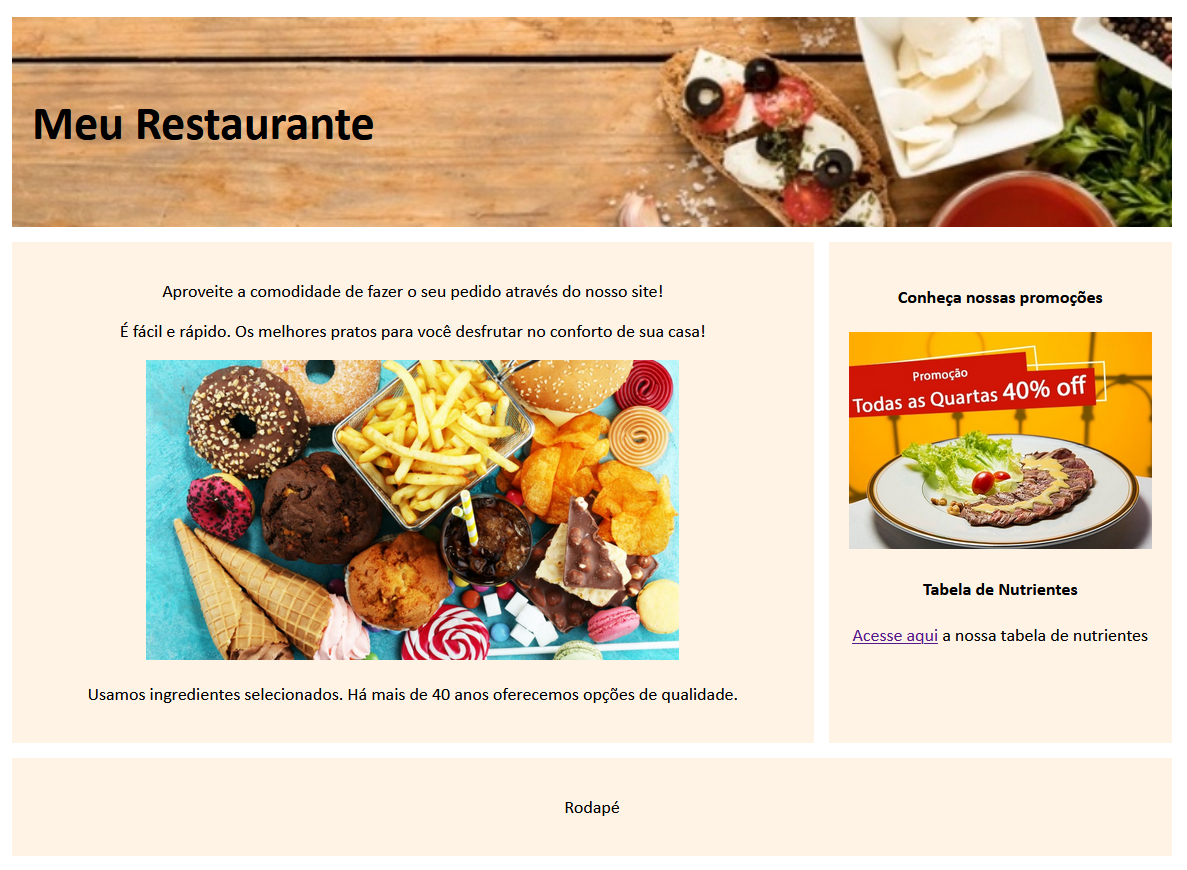 Meu Restaurante
Aproveite a comodidade de fazer o seu pedido através do nosso site!
É fácil e rápido. Os melhores pratos para você desfrutar no conforto de sua casa!
Usamos ingredientes selecionados. Há mais de 40 anos oferecemos opções de qualidade.
Conheça nossas promoções
Promoção
Todas as Quartas 40% off
Tabela de Nutrientes
Acesse aqui a nossa tabela de nutrientes
Rodapé